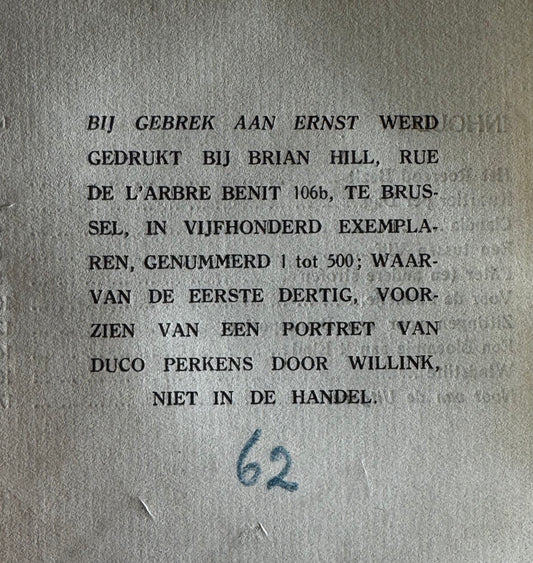 BIJ GEBREK AAN ERNST WERD
GEDRUKT BIJ BRIAN HILL, RUE
DE L'ARBRE BENIT 106b, TE BRUS-
SEL, IN VIJFHONDERD EXEMPLA-
REN, GENUMMERD 1 tot 500; WAAR-
VAN DE EERSTE DERTIG, VOOR-
ZIEN VAN EEN PORTRET VAN
DUCO PERKENS DOOR WILLINK,
NIET IN DE HANDEL.
62